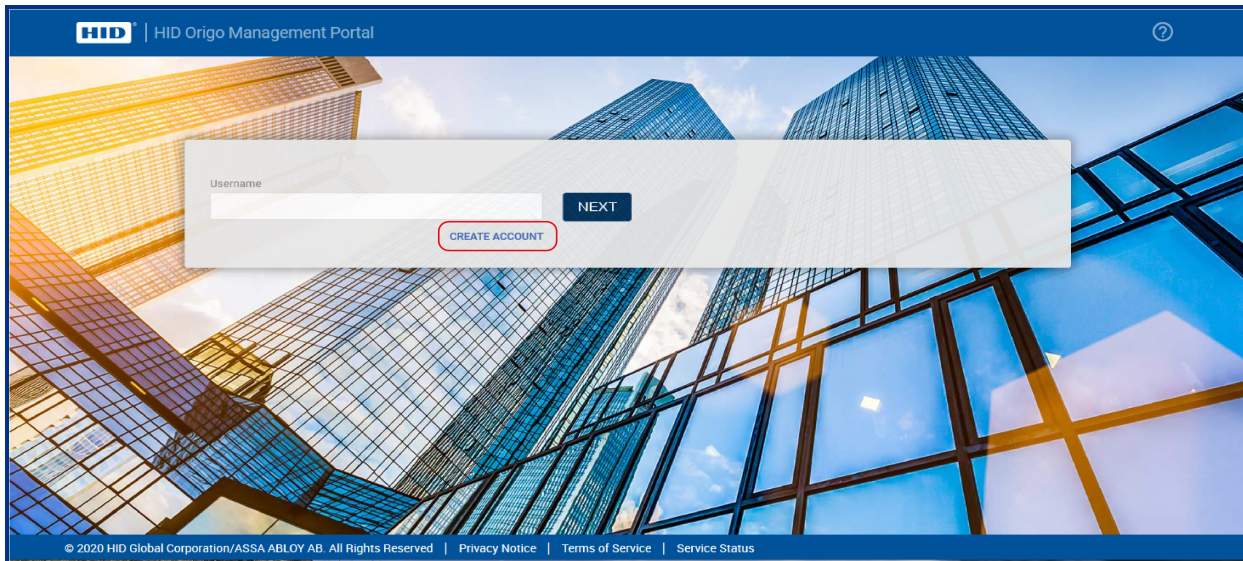 HID® | HID Origo Management Portal
?
Username
NEXT
CREATE ACCOUNT
© 2020 HID Global Corporation/ASSA ABLOY AB. All Rights Reserved | Privacy Notice | Terms of Service | Service Status